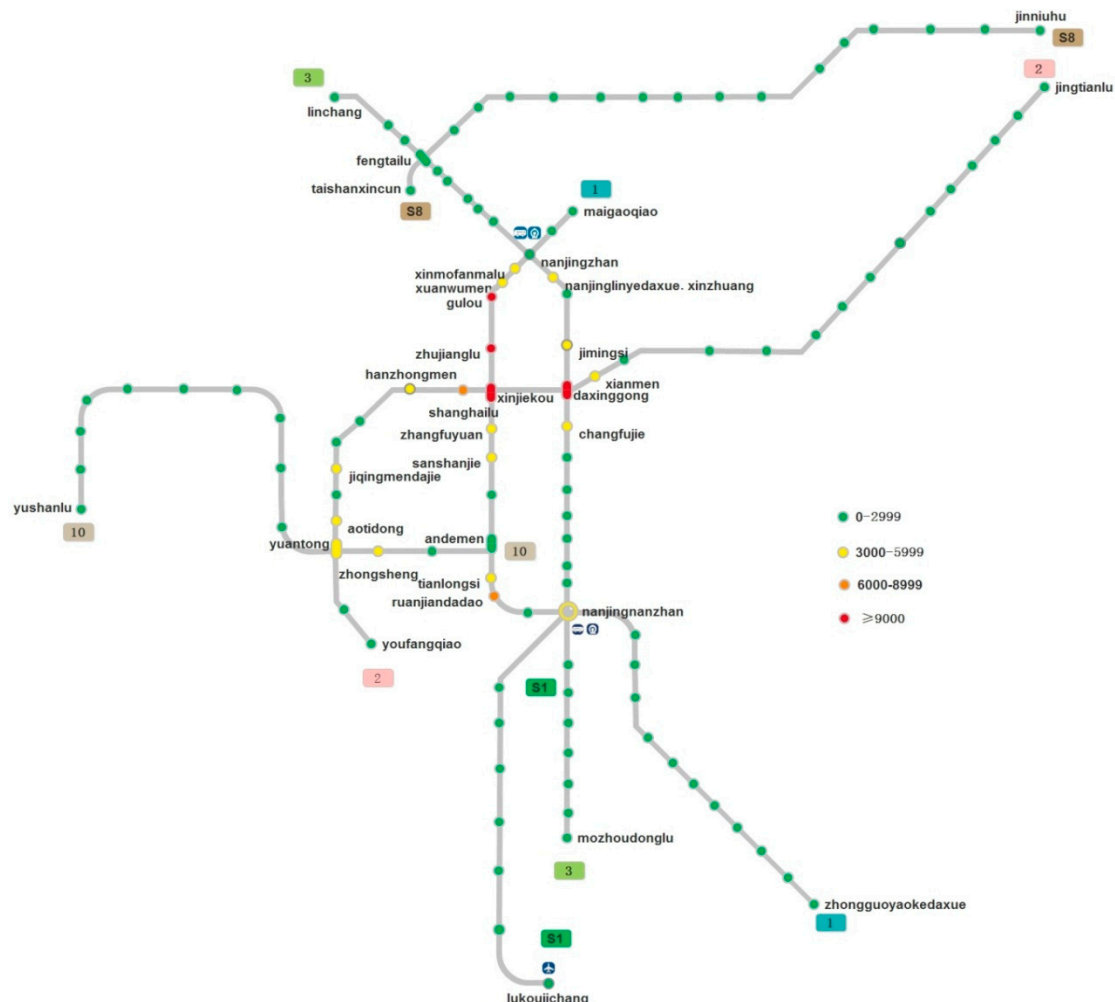 jinniuhu
S8
3
2
linchang
jingtianlu
fengtailu
taishanxincun
S8
1
maigaoqiao
nanjingzhan
xinmofanmalu
xuanwumen
nanjinglinyedaxue. xinzhuang
gulou
zhujianglu
jimingsi
hanzhongmen
xianmen
xinjiekou
daxinggong
shanghailu
zhangfuyuan
changfujie
sanshanjie
jiqingmendajie
yushanlu
0-2999
aotidong
10
yuantong
andemen
10
3000-5999
zhongsheng
tianlongsi
6000-8999
ruanjiandadao
nanjingnanzhan
≥9000
youfangqiao
2
S1
mozhoudonglu
3
zhongguoyaokedaxue
1
S1
lukoujichang